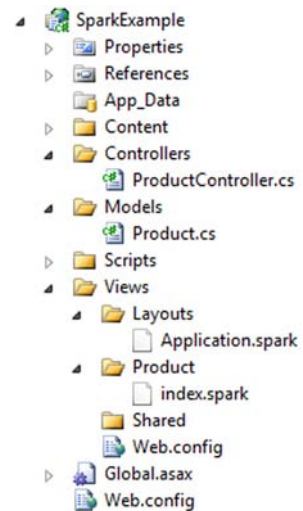 SparkExample
Properties
References
App_Data
Content
Controllers
ProductController.cs
Models
Product.cs
Scripts
Views
Layouts
Application.spark
Product
index.spark
Shared
Web.config
Global.asax
Web.config